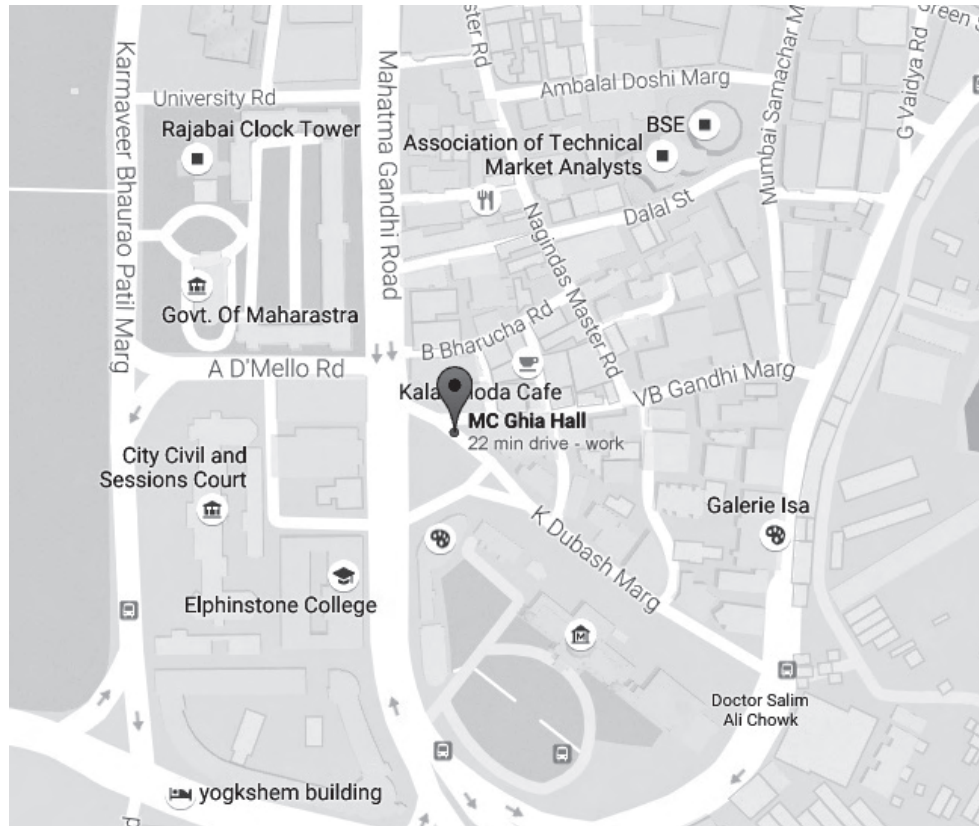 Karmaveer Bhaurao Patil Marg
University Rd
Rajabai Clock Tower
Govt. Of Maharastra
Mahatma Gandhi Road
ster Rd
Ambalal Doshi Marg
BSE
Association of Technical
Market Analysts
Dalal St
Nagindas Master Rd
Mumbai Samachar M
G Vaidya Rd
Green S
A D'Mello Rd
B Bharucha Rd
Kala hoda Cafe
MC Ghia Hall
22 min drive - work
VB Gandhi Marg
City Civil and
Sessions Court
Elphinstone College
K Dubash Marg
Galerie Isa
M
Doctor Salim
Ali Chowk
yogkshem building